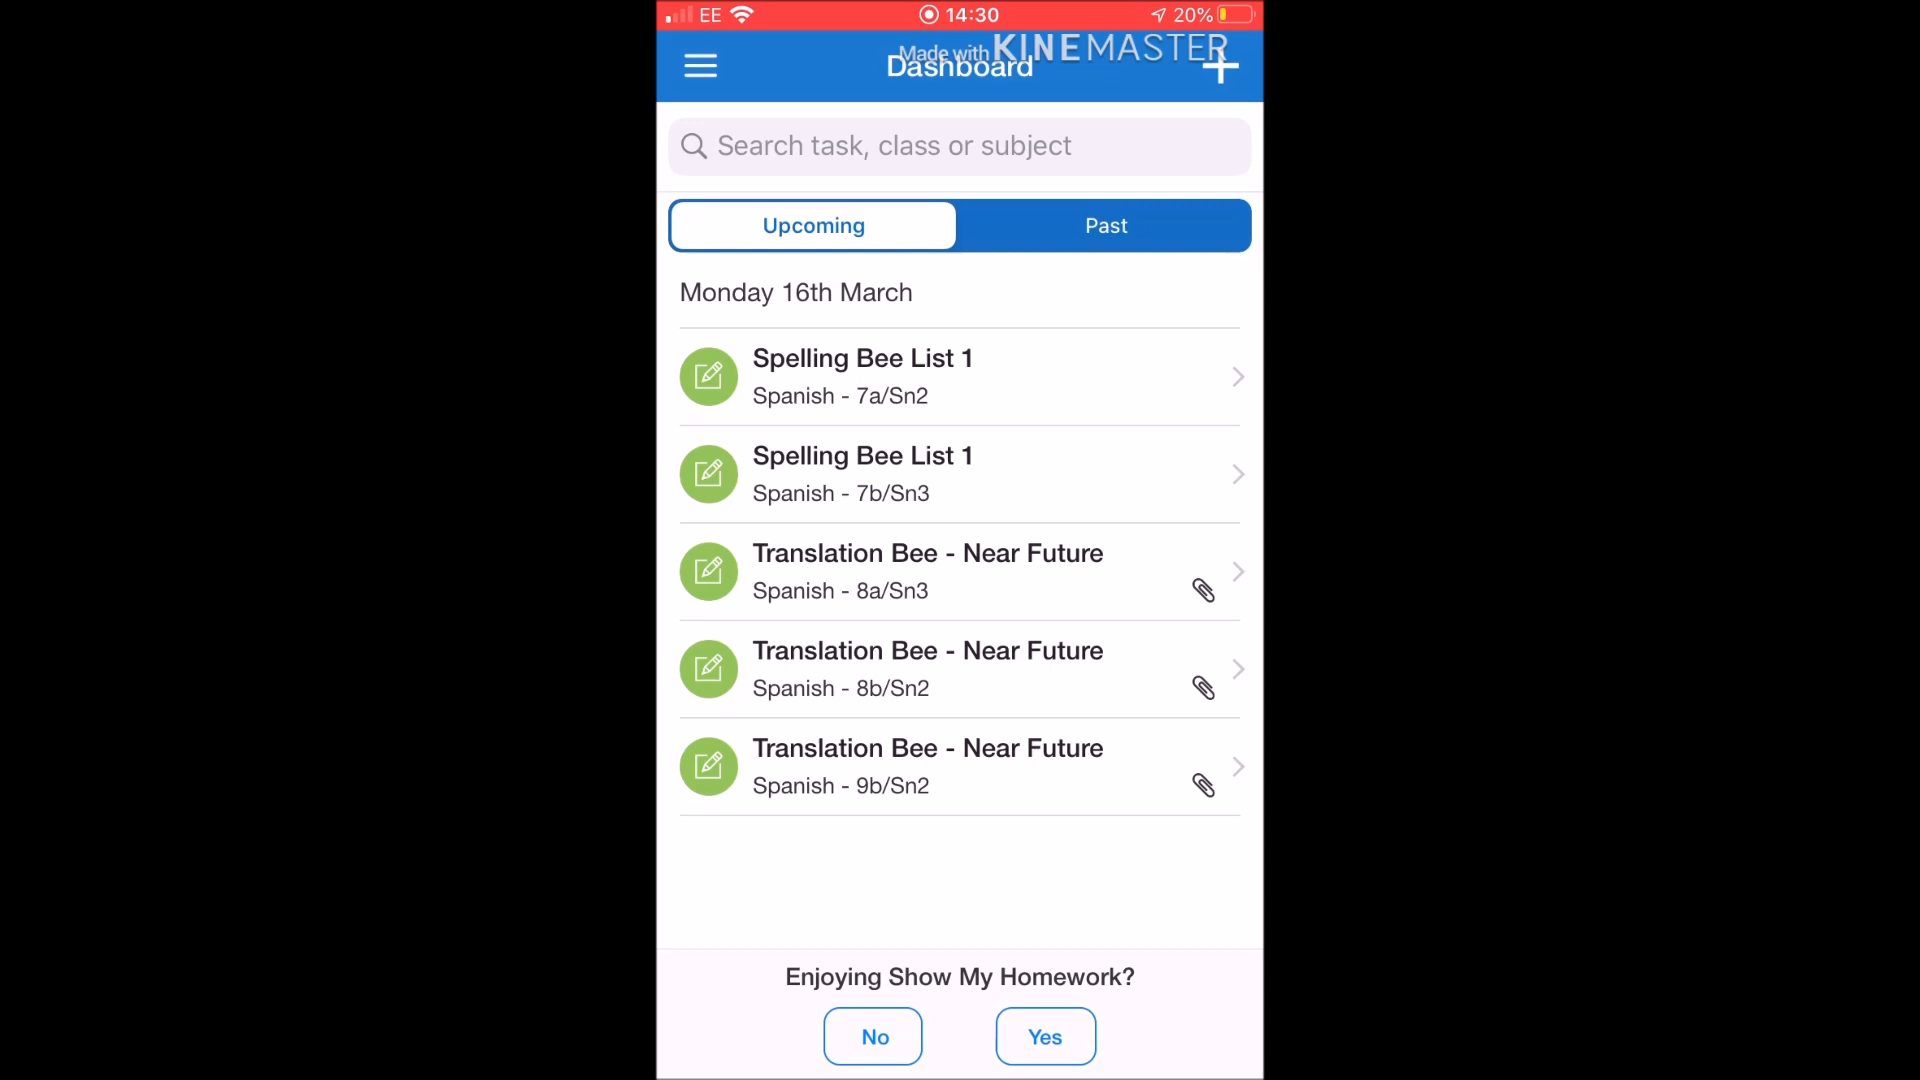 EE 14:30 20%
Made with KINEMASTER
Dashboard
Search task, class or subject
Upcoming Past
Monday 16th March
Spelling Bee List 1
Spanish - 7a/Sn2
Spelling Bee List 1
Spanish - 7b/Sn3
Translation Bee - Near Future
Spanish - 8a/Sn3
Translation Bee - Near Future
Spanish - 8b/Sn2
Translation Bee - Near Future
Spanish - 9b/Sn2
Enjoying Show My Homework?
No Yes